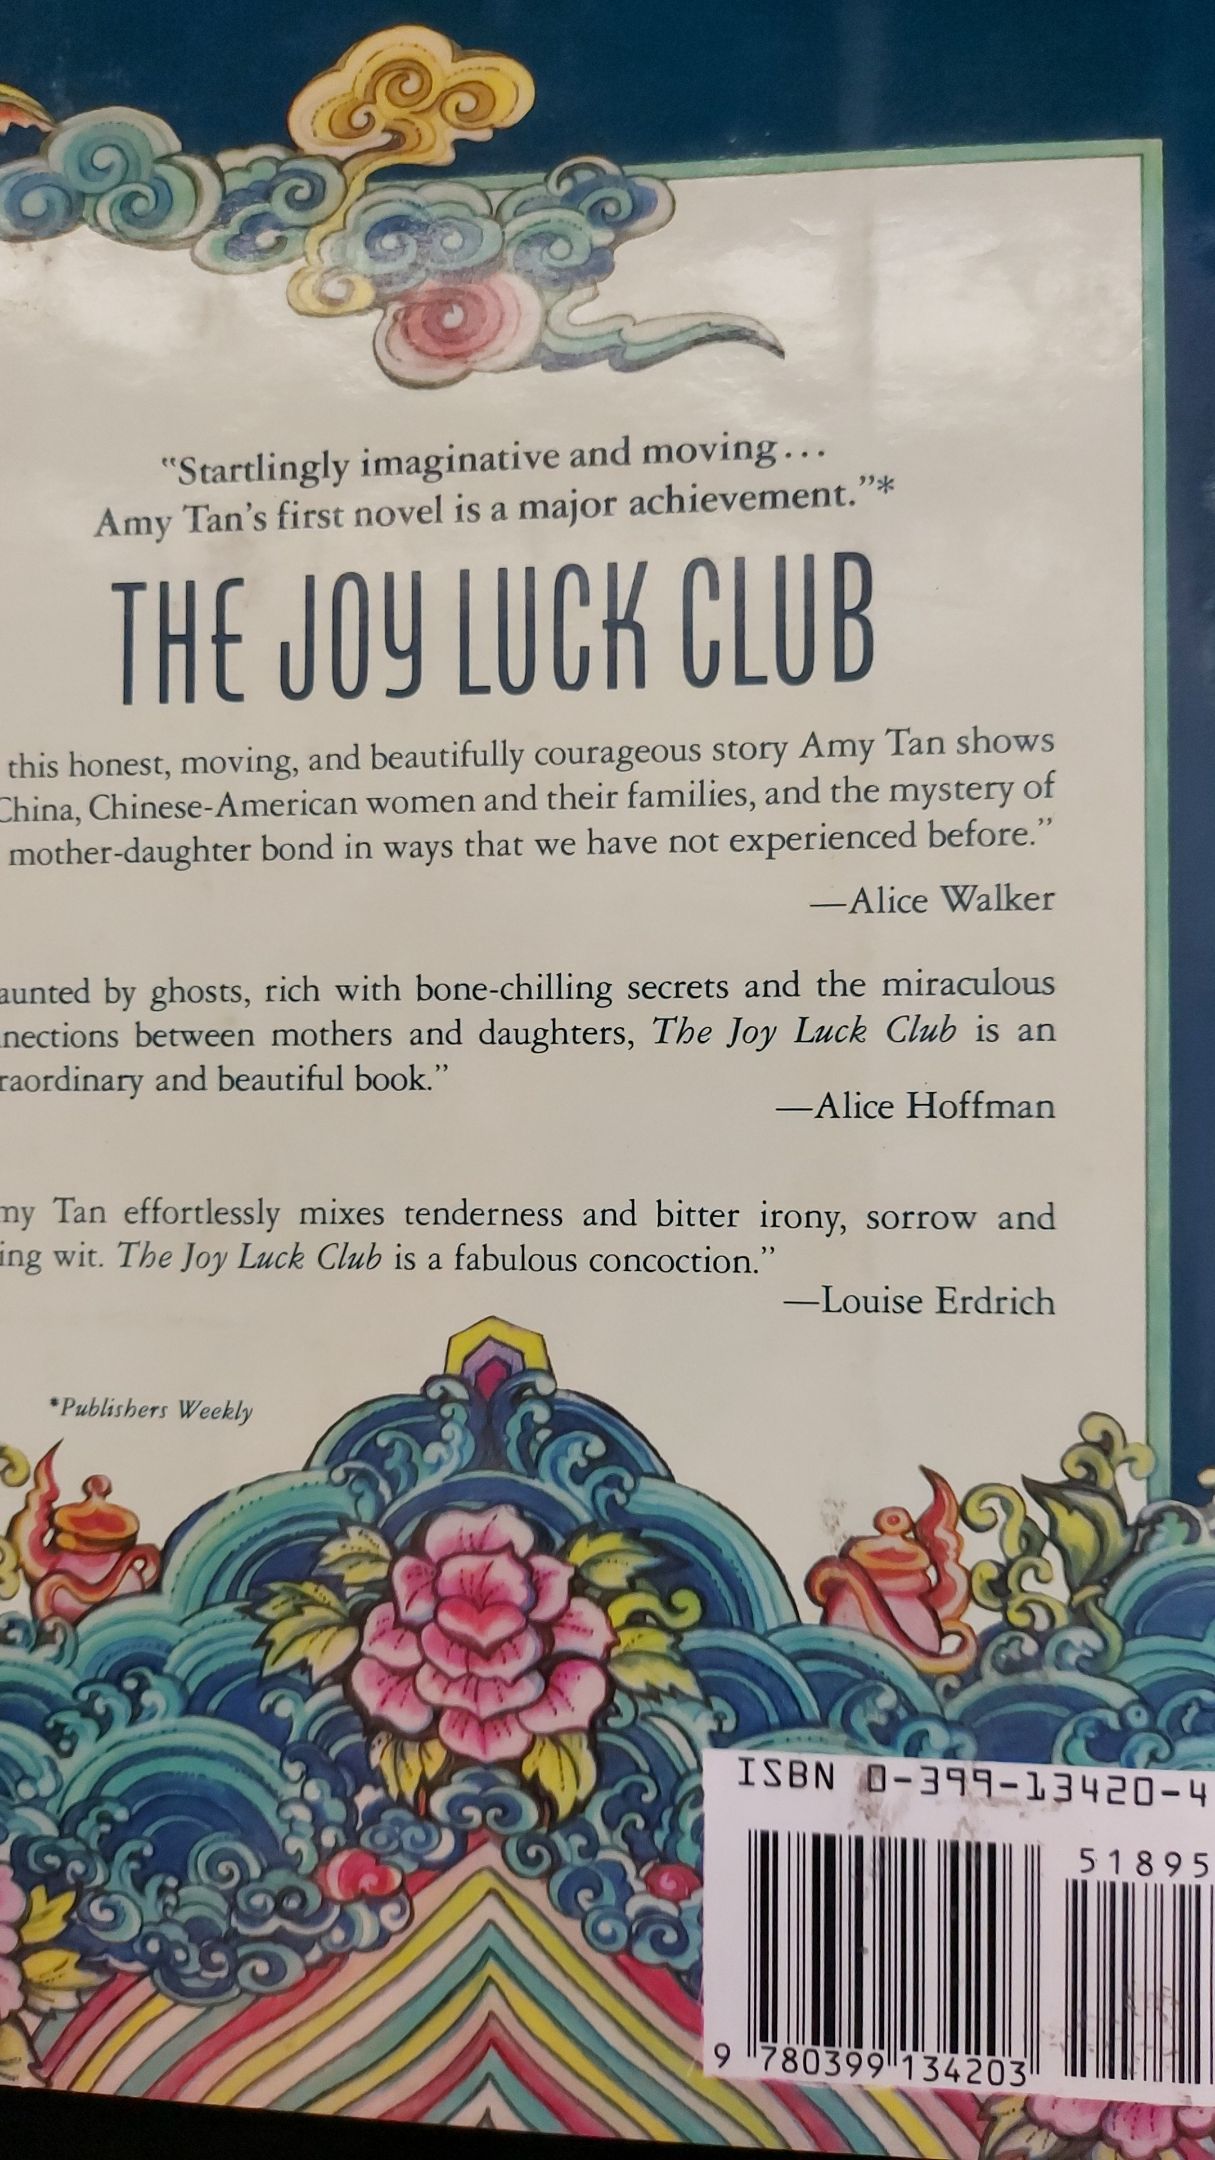 "Startlingly imaginative and moving...
Amy Tan's first novel is a major achievement."*
THE JOY LUCK CLUB
this honest, moving, and beautifully courageous story Amy Tan shows
China, Chinese-American women and their families, and the mystery of
mother-daughter bond in ways that we have not experienced before."
—Alice Walker
aunted by ghosts, rich with bone-chilling secrets and the miraculous
nnections between mothers and daughters, The Joy Luck Club is an
raordinary and beautiful book."
—Alice Hoffman
my Tan effortlessly mixes tenderness and bitter irony, sorrow and
ing wit. The Joy Luck Club is a fabulous concoction."
—Louise Erdrich
*Publishers Weekly
ISBN 0-399-13420-4
51895
9 780399 134203